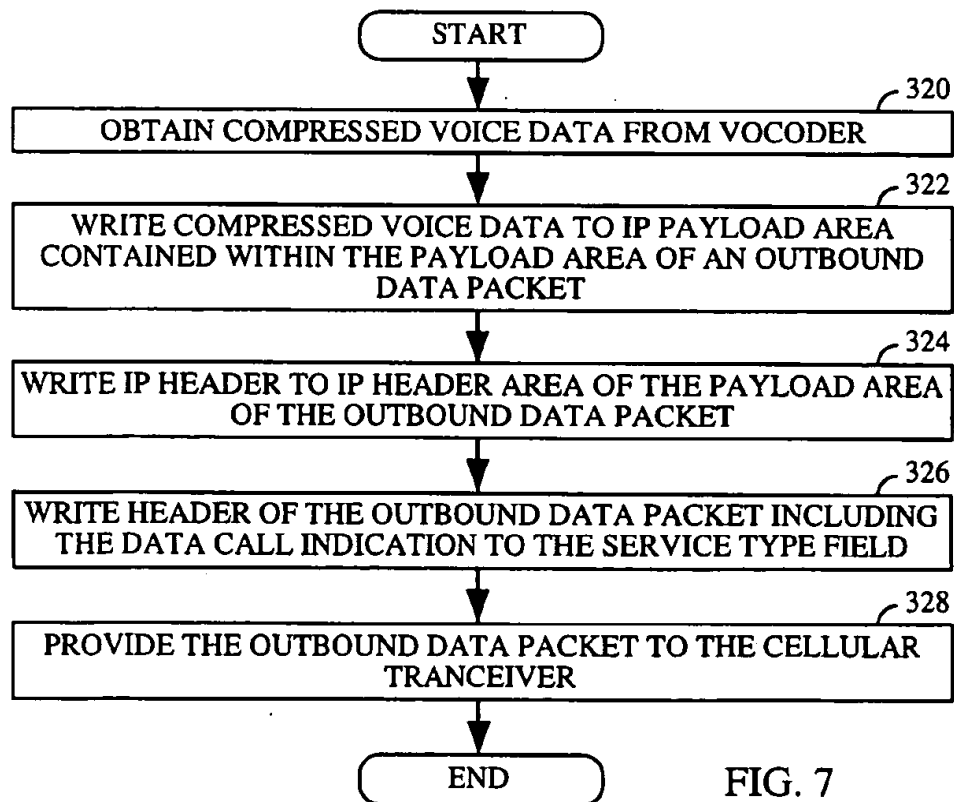 START
320
OBTAIN COMPRESSED VOICE DATA FROM VOCODER
322
WRITE COMPRESSED VOICE DATA TO IP PAYLOAD AREA
CONTAINED WITHIN THE PAYLOAD AREA OF AN OUTBOUND
DATA PACKET
324
WRITE IP HEADER TO IP HEADER AREA OF THE PAYLOAD AREA
OF THE OUTBOUND DATA PACKET
326
WRITE HEADER OF THE OUTBOUND DATA PACKET INCLUDING
THE DATA CALL INDICATION TO THE SERVICE TYPE FIELD
328
PROVIDE THE OUTBOUND DATA PACKET TO THE CELLULAR
TRANCEIVER
END
FIG. 7